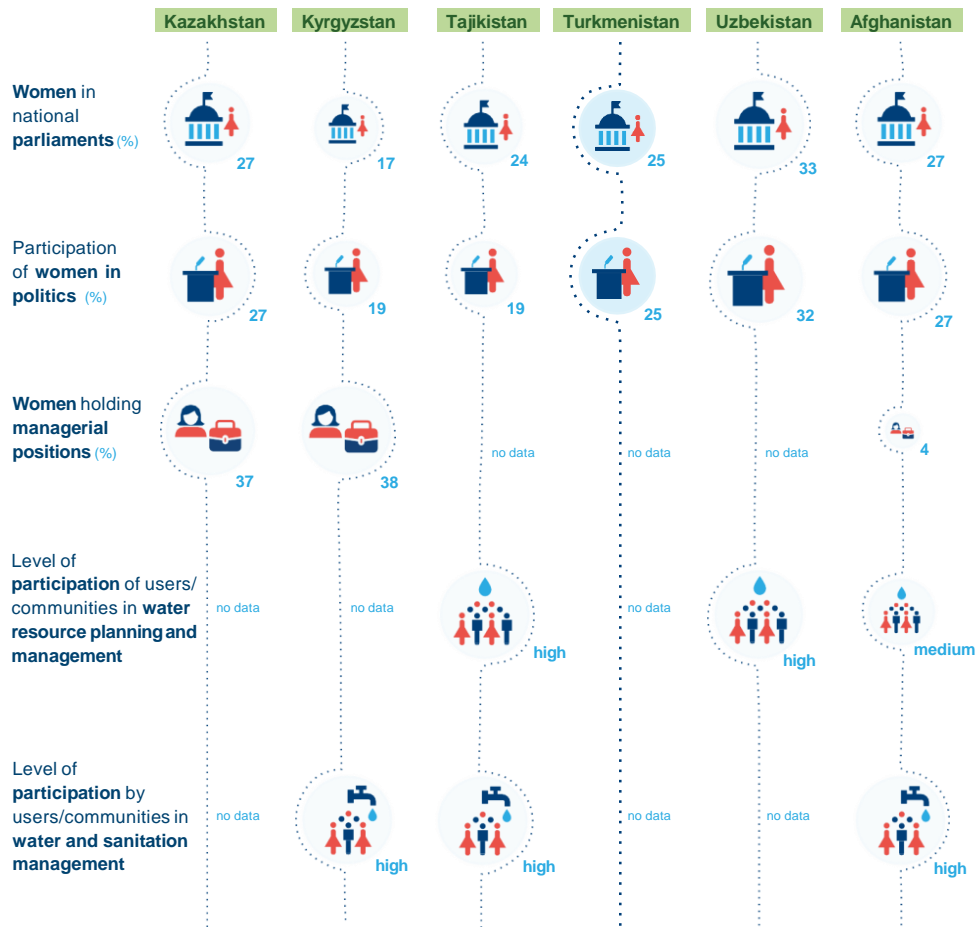 Kazakhstan Kyrgyzstan Tajikistan Turkmenistan Uzbekistan Afghanistan
Women in
national
parliaments (%)
27 17 24 25 33 27
Participation
of women in
politics (%)
27 19 19 25 32 27
Women holding
managerial
positions (%)
no data no data no data
37 38 4
Level of
participation of users/
communities in water
resource planning and
management
no data no data no data
high high medium
Level of
participation by
users/communities in
water and sanitation
management
no data no data no data
high high high